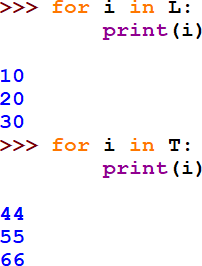 >>> for i in L:
        print(i)

10
20
30
>>> for i in T:
        print(i)

44
55
66